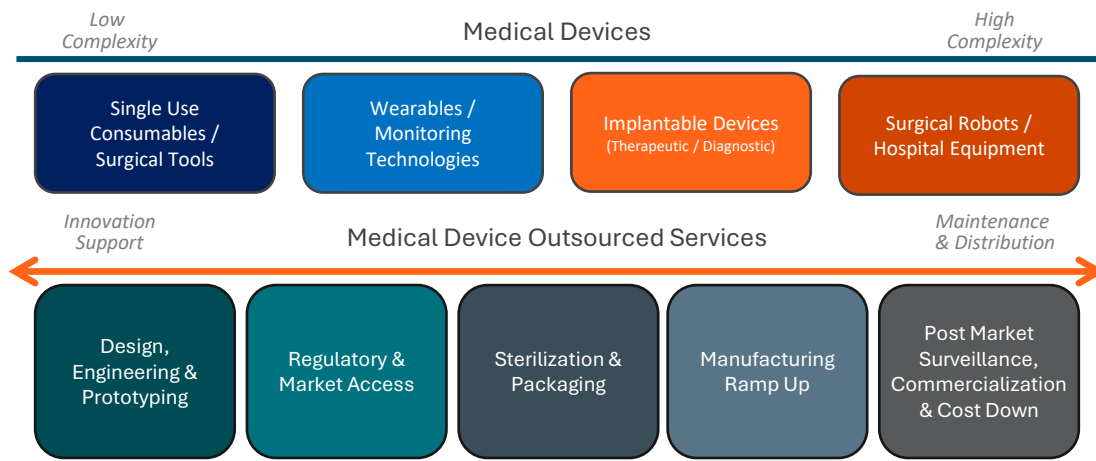 Low
Complexity
Medical Devices
High
Complexity
Single Use
Consumables /
Surgical Tools
Wearables /
Monitoring
Technologies
Implantable Devices
(Therapeutic / Diagnostic)
Surgical Robots /
Hospital Equipment
Innovation
Support
Medical Device Outsourced Services
Maintenance
& Distribution
Design,
Engineering &
Prototyping
Regulatory &
Market Access
Sterilization &
Packaging
Manufacturing
Ramp Up
Post Market
Surveillance,
Commercialization
& Cost Down